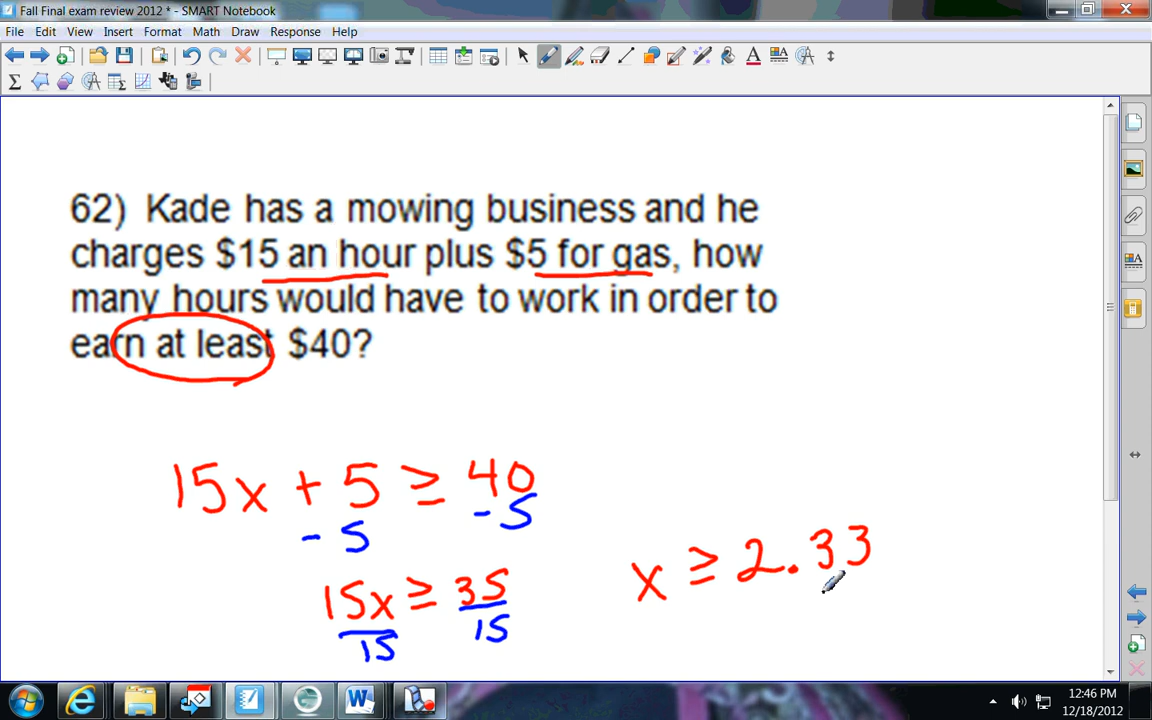 Fall Final exam review 2012 * - SMART Notebook
File Edit View Insert Format Math Draw Response Help
62) Kade has a mowing business and he
charges $15 an hour plus $5 for gas, how
many hours would have to work in order to
earn at least $40?
15x + 5 ≥ 40
- 5 - 5
15x ≥ 35
15 15
x ≥ 2.33
12:46 PM
12/18/2012